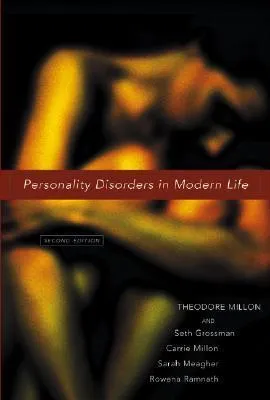 Personality Disorders in Modern Life
SECOND EDITION
THEODORE MILLON
AND
Seth Grossman
Carrie Millon
Sarah Meagher
Rowena Ramnath